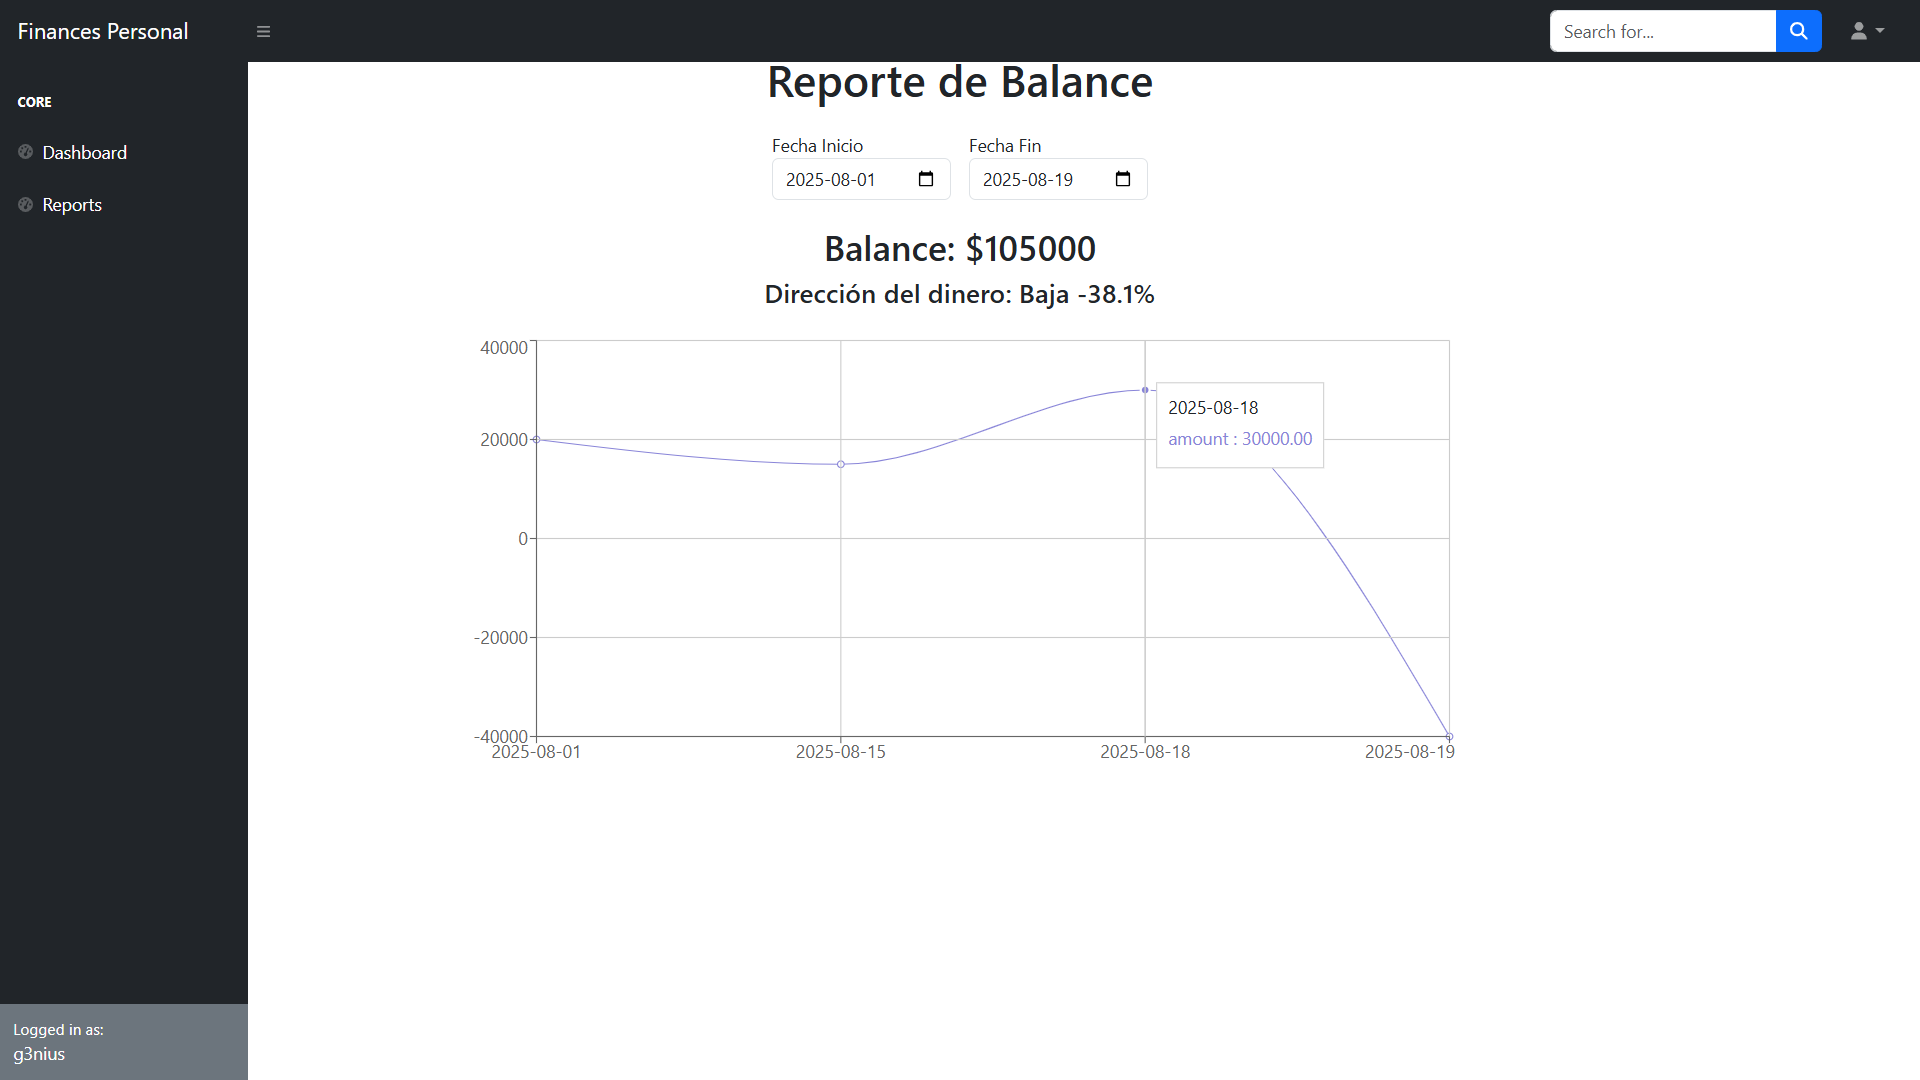 Finances Personal
Search for...
CORE
Dashboard
Reports
Logged in as:
g3nius
Reporte de Balance
Fecha Inicio
Fecha Fin
2025-08-01
2025-08-19
Balance: $105000
Dirección del dinero: Baja -38.1%
40000
20000
0
-20000
-40000
2025-08-18
amount : 30000.00
2025-08-01
2025-08-15
2025-08-18
2025-08-19